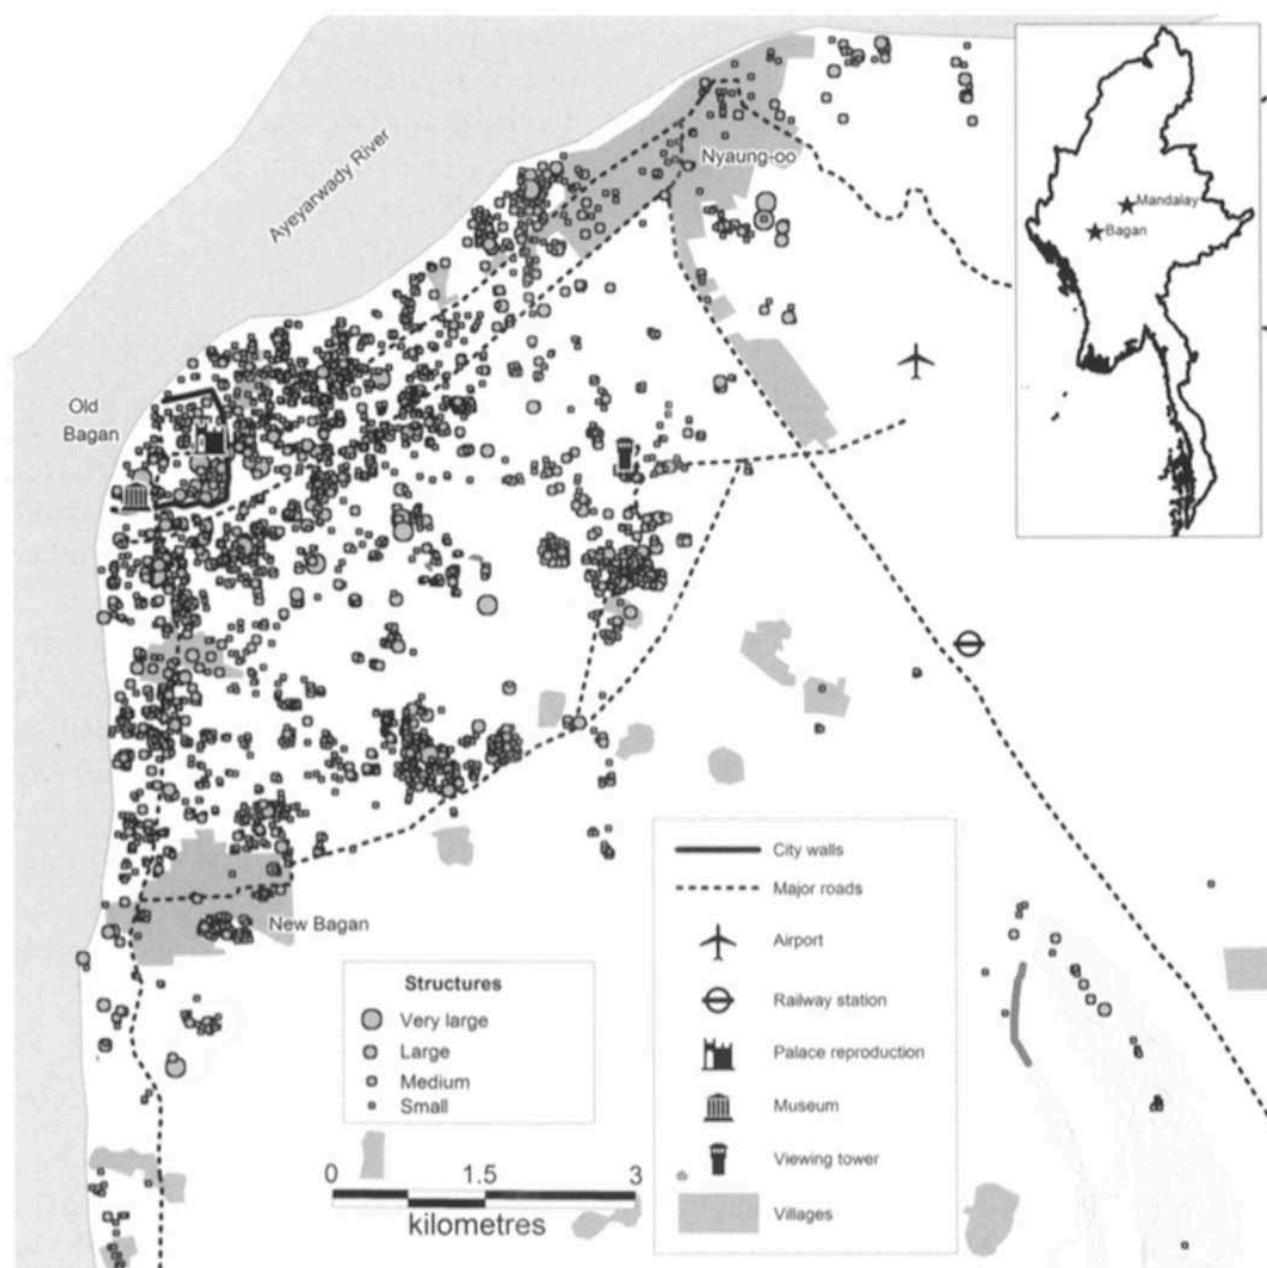 Ayeyarwady River
Nyaung-oo
Mandalay
Bagan
Old
Bagan
New Bagan
Structures
Very large
Large
Medium
Small
City walls
Major roads
Airport
Railway station
Palace reproduction
Museum
Viewing tower
Villages
0 1.5 3
kilometres